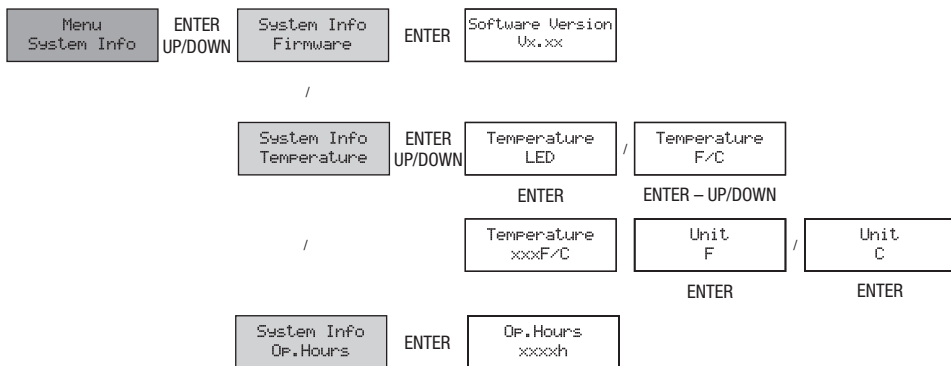 Menu
System Info
ENTER
UP/DOWN
System Info
Firmware
ENTER
Software Version
Vx.xx
/
System Info
Temperature
ENTER
UP/DOWN
Temperature
LED
/
Temperature
F/C
ENTER
ENTER – UP/DOWN
/
Temperature
xxxF/C
Unit
F
/
Unit
C
ENTER
ENTER
System Info
Op.Hours
ENTER
Op.Hours
xxxxh